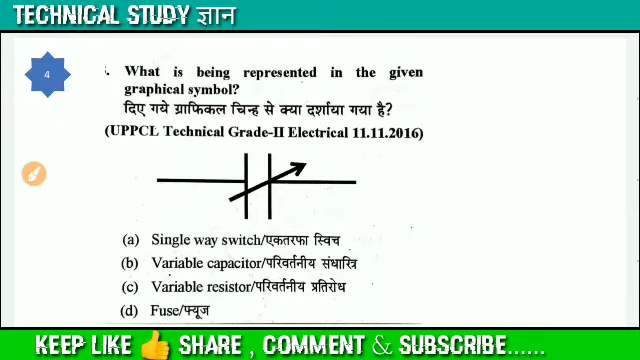 TECHNICAL STUDY ज्ञान
4
What is being represented in the given
graphical symbol?
दिए गये ग्राफिकल चिन्ह से क्या दर्शाया गया है?
(UPPCL Technical Grade-II Electrical 11.11.2016)
(a) Single way switch/एकतरफा स्विच
(b) Variable capacitor/परिवर्तनीय संधारित्र
(c) Variable resistor/परिवर्तनीय प्रतिरोध
(d) Fuse/फ्यूज
KEEP LIKE 👍 SHARE , COMMENT & SUBSCRIBE......